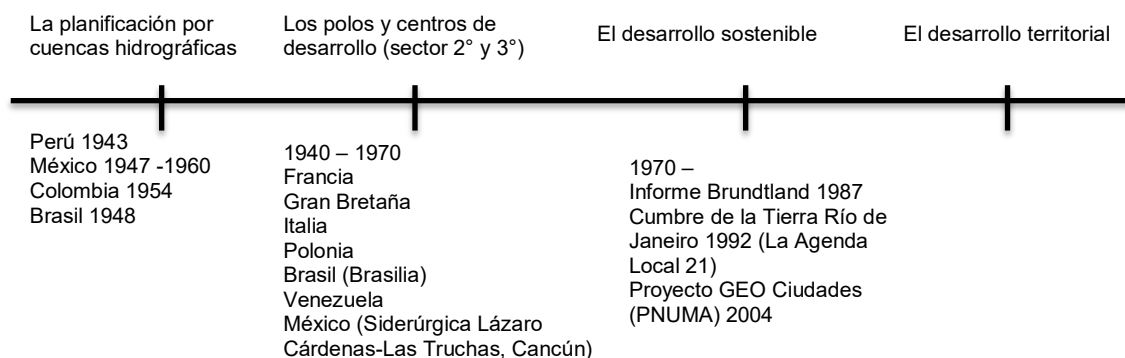 La planificación por
cuencas hidrográficas
Los polos y centros de
desarrollo (sector 2° y 3°)
El desarrollo sostenible
El desarrollo territorial
Perú 1943
México 1947 -1960
Colombia 1954
Brasil 1948
1940 – 1970
Francia
Gran Bretaña
Italia
Polonia
Brasil (Brasilia)
Venezuela
México (Siderúrgica Lázaro
Cárdenas-Las Truchas, Cancún)
1970 –
Informe Brundtland 1987
Cumbre de la Tierra Río de
Janeiro 1992 (La Agenda
Local 21)
Proyecto GEO Ciudades
(PNUMA) 2004